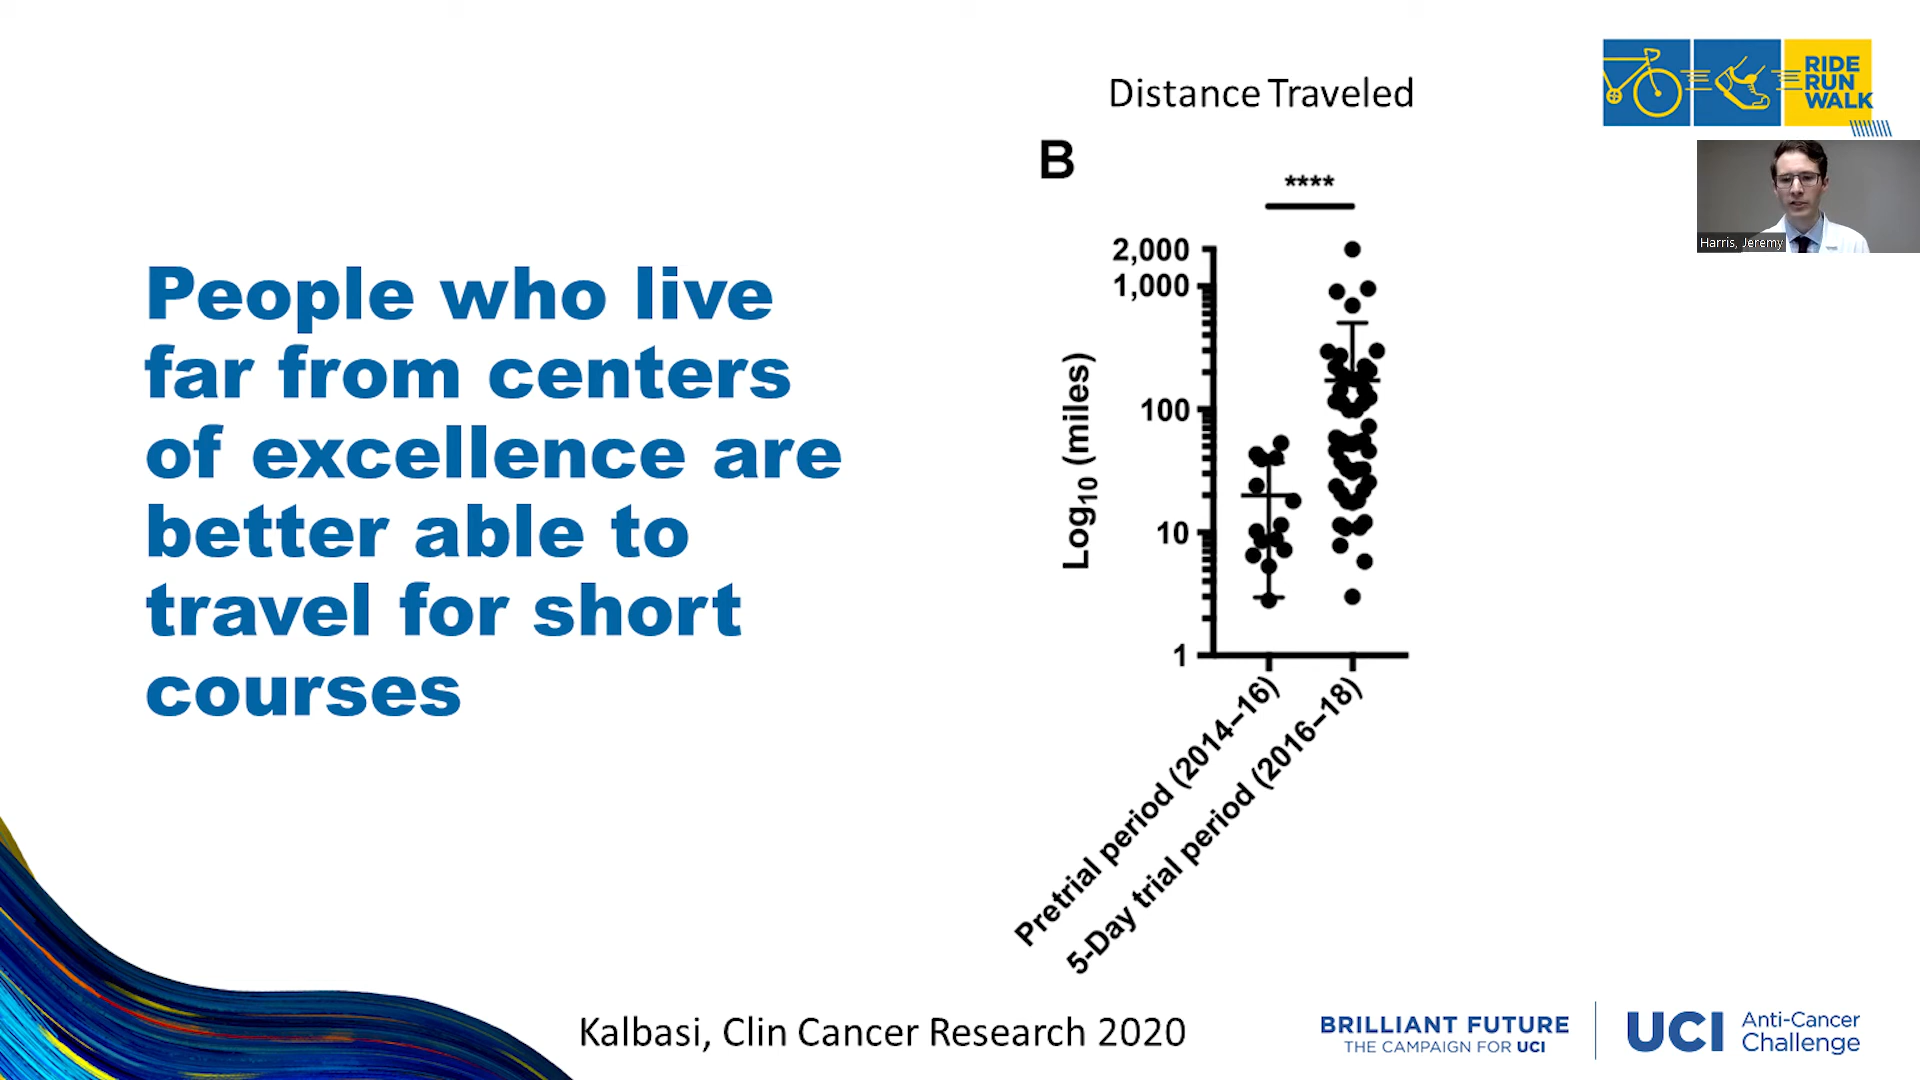 Distance Traveled
RIDE
RUN
WALK
Harris, Jeremy
People who live
far from centers
of excellence are
better able to
travel for short
courses
B
****
2,000
1,000
100
10
1
Log10 (miles)
Pretrial period (2014–16)
5-Day trial period (2016–18)
Kalbasi, Clin Cancer Research 2020
BRILLIANT FUTURE
THE CAMPAIGN FOR UCI
UCI Anti-Cancer
Challenge